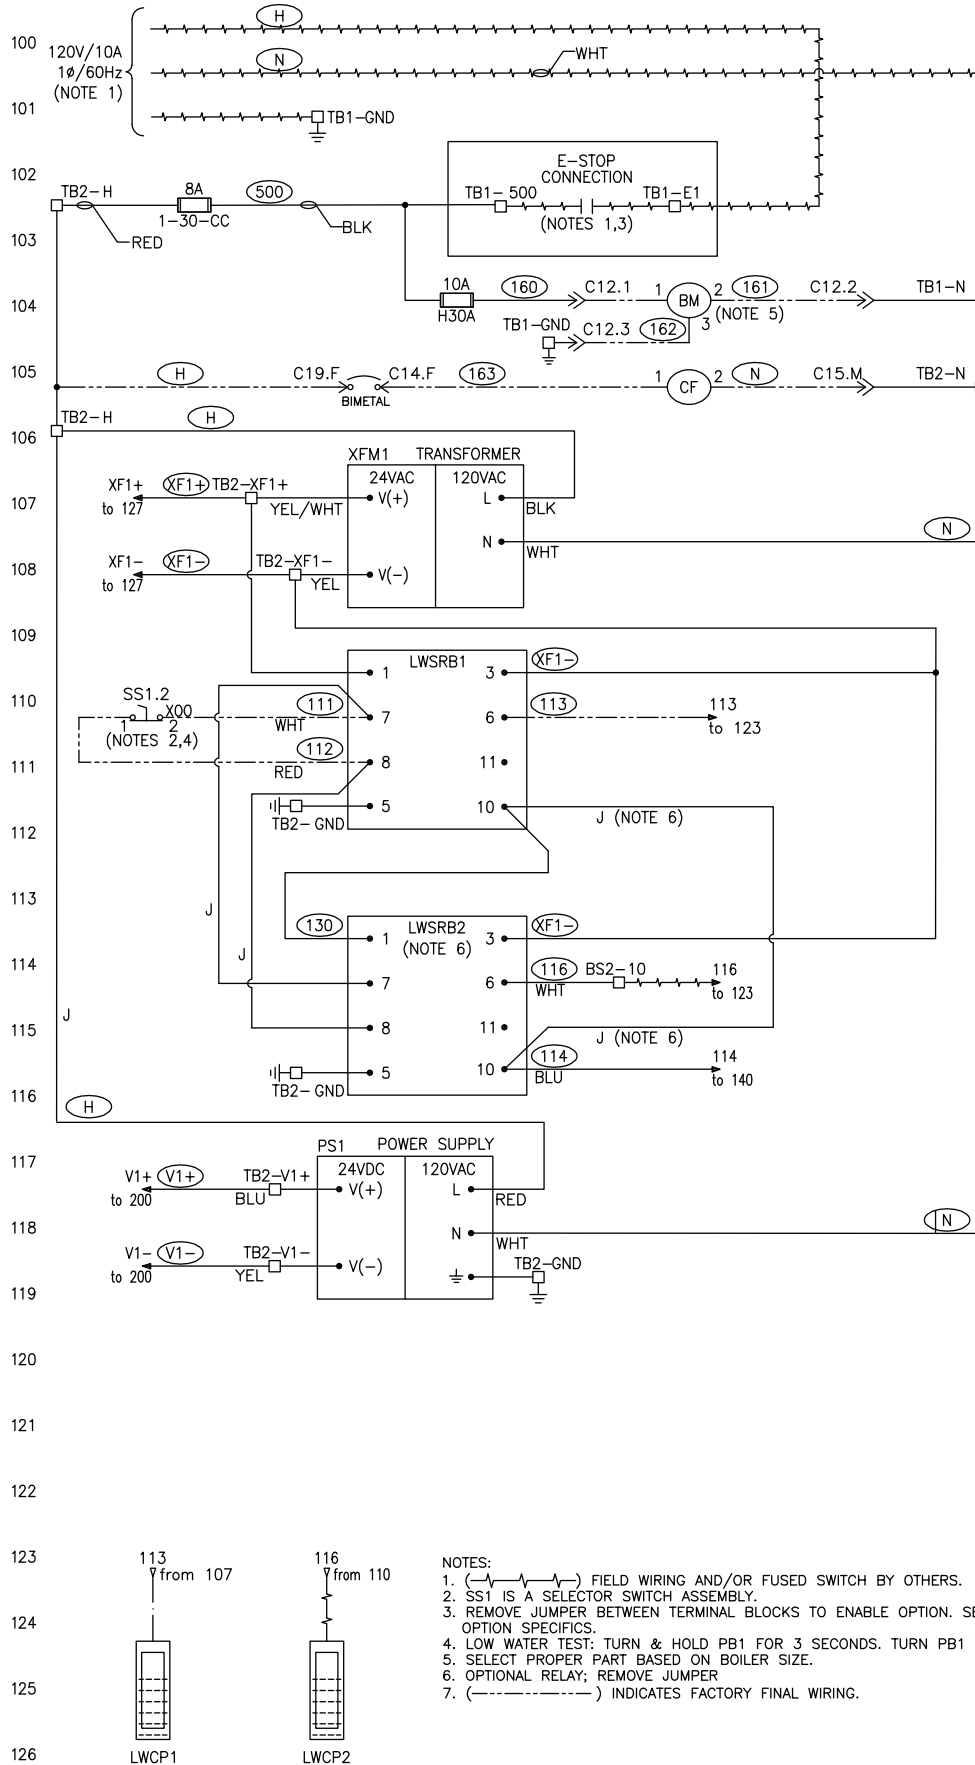 100
H
120V/10A
1ø/60Hz
(NOTE 1)
N
WHT
101
TB1-GND
102
E-STOP
CONNECTION
TB2-H
8A
500
TB1-500
TB1-E1
1-30-CC
(NOTES 1,3)
103
RED
BLK
10A
160
C12.1
1
BM
2
161
C12.2
TB1-N
104
H30A
3
(NOTE 5)
TB1-GND
C12.3
162
105
H
C19.F
C14.F
163
1
CF
2
N
C15.M
TB2-N
BIMETAL
TB2-H
H
106
XFM1
TRANSFORMER
24VAC
120VAC
XF1+
XF1+
TB2-XF1+
V(+)
L
107
to 127
YEL/WHT
BLK
N
N
WHT
108
XF1-
XF1-
TB2-XF1-
V(-)
to 127
YEL
109
LWSRB1
1
3
XF1-
110
SS1.2
X00
111
7
6
113
113
1
2
WHT
to 123
(NOTES 2,4)
111
112
8
11
RED
5
10
TB2-GND
J (NOTE 6)
112
113
J
130
1
LWSRB2
3
XF1-
(NOTE 6)
114
J
7
6
116
BS2-10
116
WHT
to 123
115
J
8
11
J (NOTE 6)
5
10
114
114
TB2-GND
BLU
to 140
116
H
117
PS1
POWER SUPPLY
24VDC
120VAC
V1+
V1+
TB2-V1+
V(+)
L
to 200
BLU
RED
118
N
N
WHT
V1-
V1-
TB2-V1-
V(-)
TB2-GND
to 200
YEL
119
120
121
122
123
113
from 107
116
from 110
124
125
126
LWCP1
LWCP2
NOTES:
1. ( ) FIELD WIRING AND/OR FUSED SWITCH BY OTHERS.
2. SS1 IS A SELECTOR SWITCH ASSEMBLY.
3. REMOVE JUMPER BETWEEN TERMINAL BLOCKS TO ENABLE OPTION. SE
OPTION SPECIFICS.
4. LOW WATER TEST: TURN & HOLD PB1 FOR 3 SECONDS. TURN PB1
5. SELECT PROPER PART BASED ON BOILER SIZE.
6. OPTIONAL RELAY; REMOVE JUMPER
7. ( ) INDICATES FACTORY FINAL WIRING.